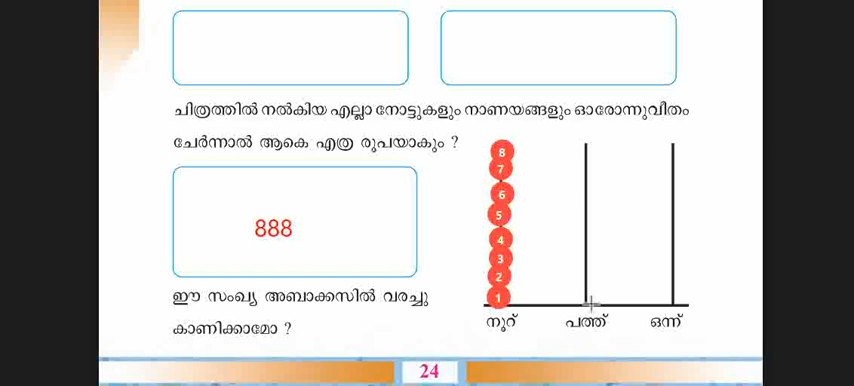 ചിത്രത്തിൽ നൽകിയ എല്ലാ നോട്ടുകളും നാണയങ്ങളും ഓരോന്നുവീതം
ചേർന്നാൽ ആകെ എത്ര രൂപയാകും ?
888
8
7
6
5
4
3
2
1
ഈ സംഖ്യ അബാക്കസിൽ വരച്ചു
കാണിക്കാമോ ?
നൂറ് പത്ത് ഒന്ന്
24